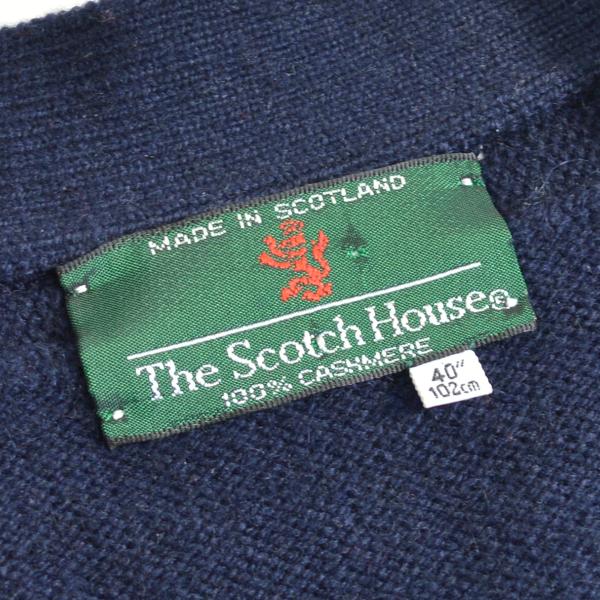 MADE IN SCOTLAND
The Scotch House®
100% CASHMERE
40"
102cm